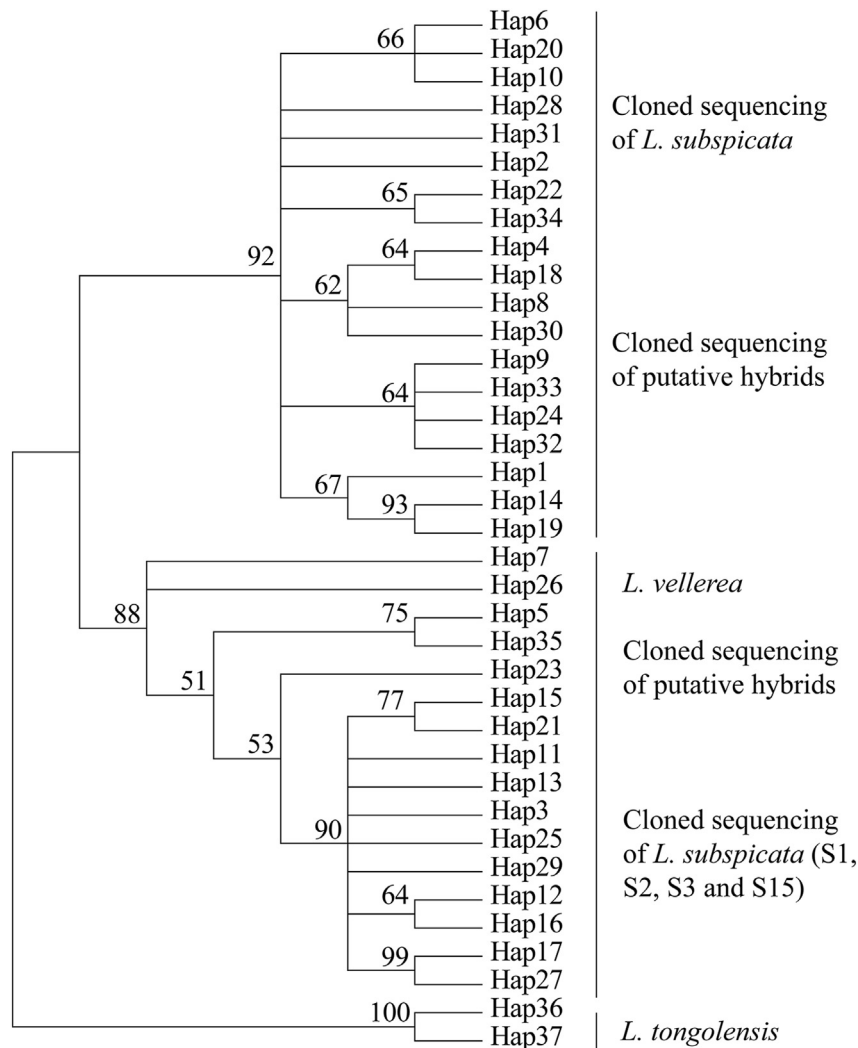 Hap6
66
Hap20
Hap10
Hap28
Hap31
Hap2
65
Hap22
Hap34
92
64
Hap4
Hap18
62
Hap8
Hap30
Hap9
Hap33
64
Hap24
Hap32
Hap1
67
Hap14
93
Hap19
Cloned sequencing
of L. subspicata
Cloned sequencing
of putative hybrids
Hap7
Hap26
88
75
Hap5
Hap35
51
Hap23
77
Hap15
Hap21
53
Hap11
Hap13
Hap3
90
Hap25
Hap29
64
Hap12
Hap16
99
Hap17
Hap27
L. vellerea
Cloned sequencing
of putative hybrids
Cloned sequencing
of L. subspicata (S1,
S2, S3 and S15)
100
Hap36
Hap37
L. tongolensis